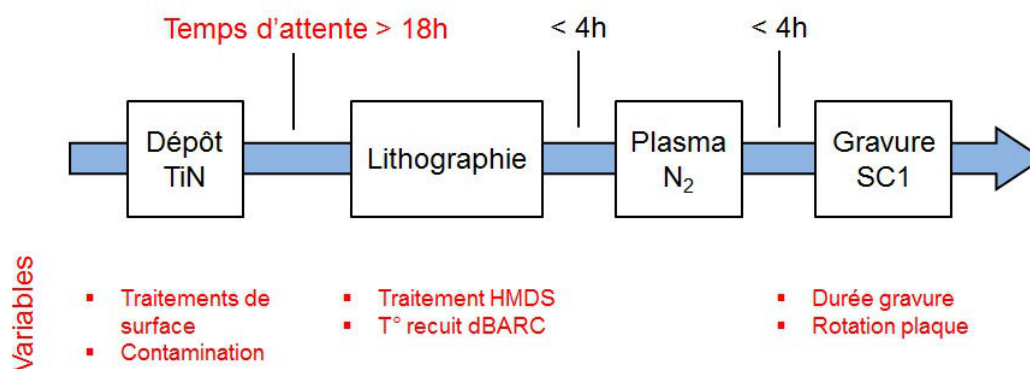 Temps d’attente > 18h
< 4h
< 4h
Dépôt
TiN
Lithographie
Plasma
N₂
Gravure
SC1
Variables
▪ Traitements de
surface
▪ Contamination
▪ Traitement HMDS
▪ T° recuit dBARC
▪ Durée gravure
▪ Rotation plaque